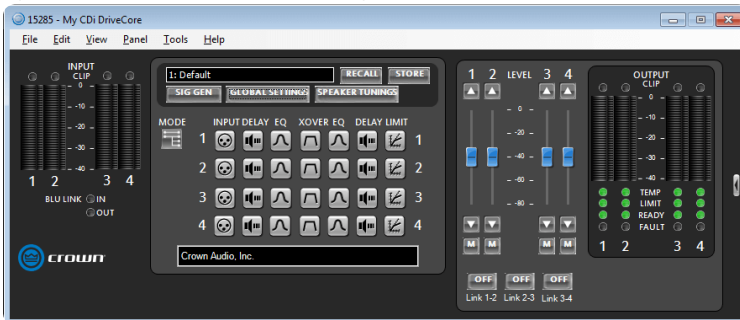 15285 - My CDi DriveCore
File Edit View Panel Tools Help
INPUT
CLIP
0
-10
-20
-30
-40
1 2 3 4
BLU LINK IN
OUT
crown
1: Default RECALL STORE
SIG GEN GLOBAL SETTINGS SPEAKER TUNINGS
MODE INPUT DELAY EQ XOVER EQ DELAY LIMIT
1 1
2 2
3 3
4 4
Crown Audio, Inc.
1 2 LEVEL 3 4
0
-20
-40
-60
-80
M M M M
OFF OFF OFF
Link 1-2 Link 2-3 Link 3-4
OUTPUT
CLIP
0
-10
-20
-30
-40
TEMP
LIMIT
READY
FAULT
1 2 3 4